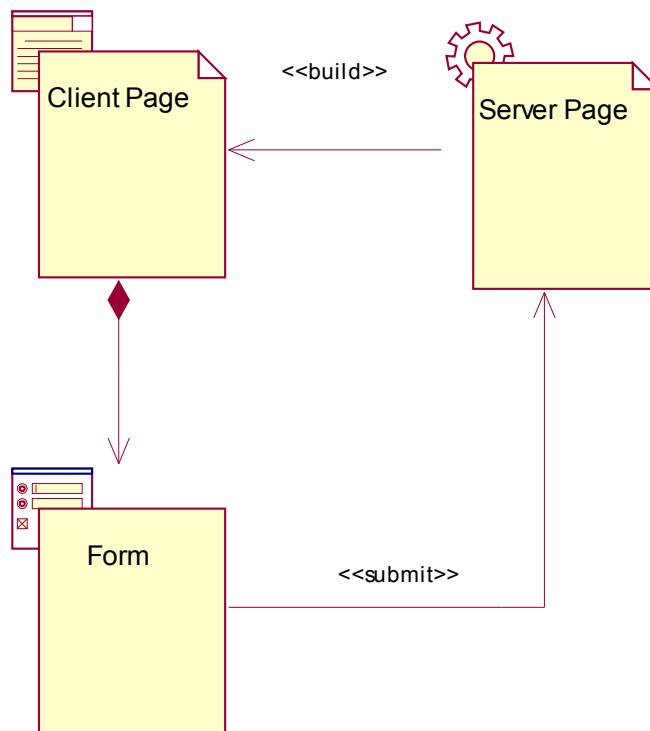 <<build>>
Client Page
Server Page
Form
<<submit>>